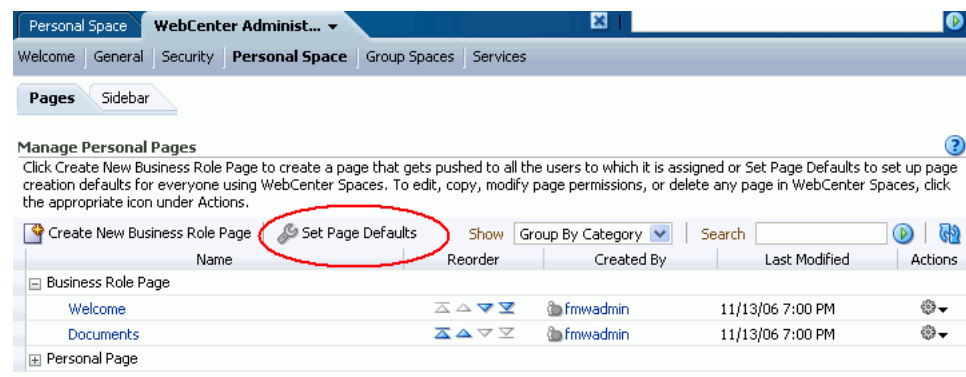 Personal Space WebCenter Administ...
Welcome General Security Personal Space Group Spaces Services
Pages Sidebar
Manage Personal Pages
Click Create New Business Role Page to create a page that gets pushed to all the users to which it is assigned or Set Page Defaults to set up page
creation defaults for everyone using WebCenter Spaces. To edit, copy, modify page permissions, or delete any page in WebCenter Spaces, click
the appropriate icon under Actions.
Create New Business Role Page Set Page Defaults Show Group By Category Search
Name Reorder Created By Last Modified Actions
Business Role Page
Welcome fmwadmin 11/13/06 7:00 PM
Documents fmwadmin 11/13/06 7:00 PM
Personal Page